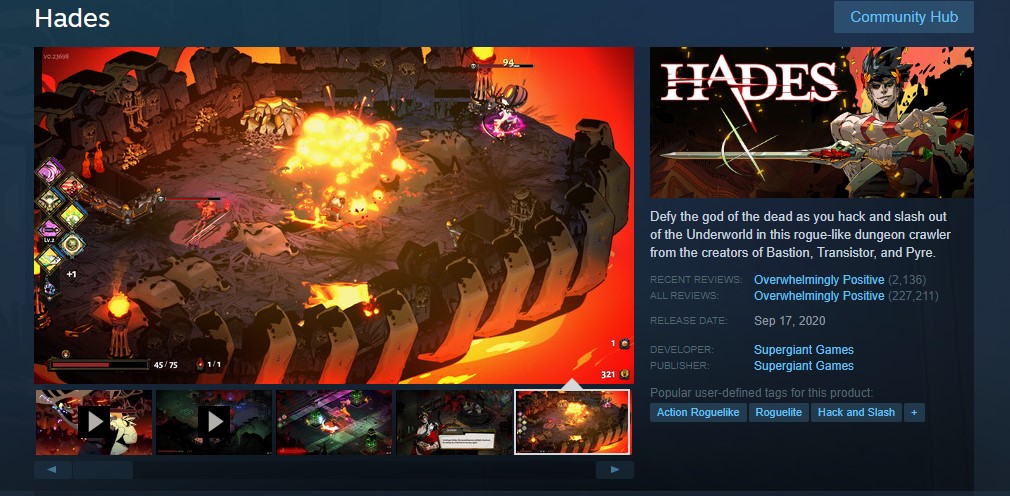 Hades
Community Hub
v0.23698
94
Lv.2
+1
45/75
1/1
1
321
HADES
Defy the god of the dead as you hack and slash out
of the Underworld in this rogue-like dungeon crawler
from the creators of Bastion, Transistor, and Pyre.
RECENT REVIEWS: Overwhelmingly Positive (2,136)
ALL REVIEWS: Overwhelmingly Positive (227,211)
RELEASE DATE: Sep 17, 2020
DEVELOPER: Supergiant Games
PUBLISHER: Supergiant Games
Popular user-defined tags for this product:
Action Roguelike Roguelite Hack and Slash +